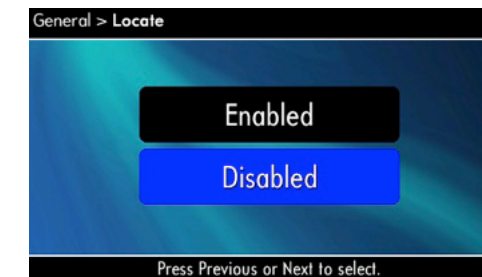 General > Locate
Enabled
Disabled
Press Previous or Next to select.